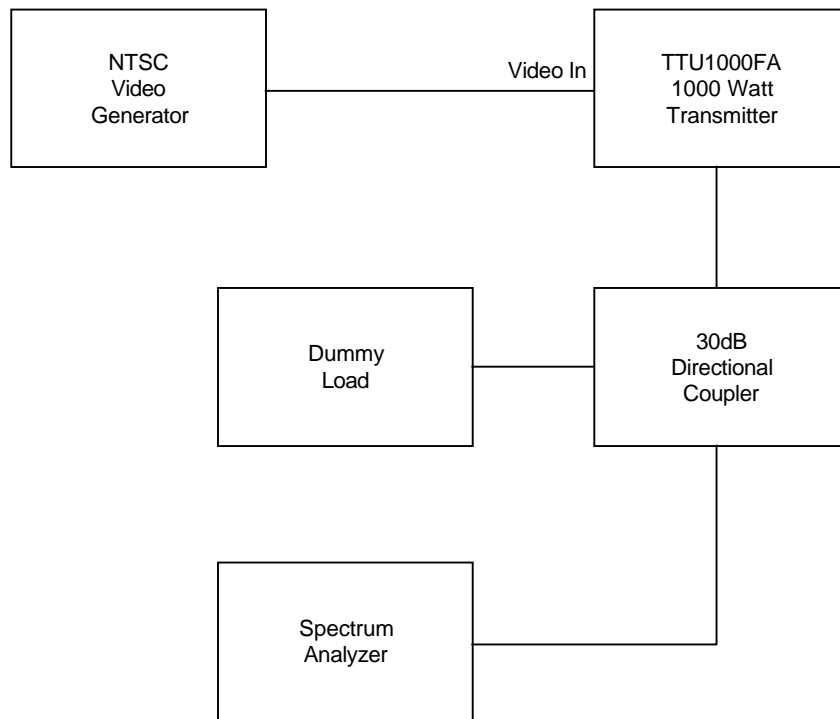 NTSC
Video
Generator
Video In
TTU1000FA
1000 Watt
Transmitter
Dummy
Load
30dB
Directional
Coupler
Spectrum
Analyzer